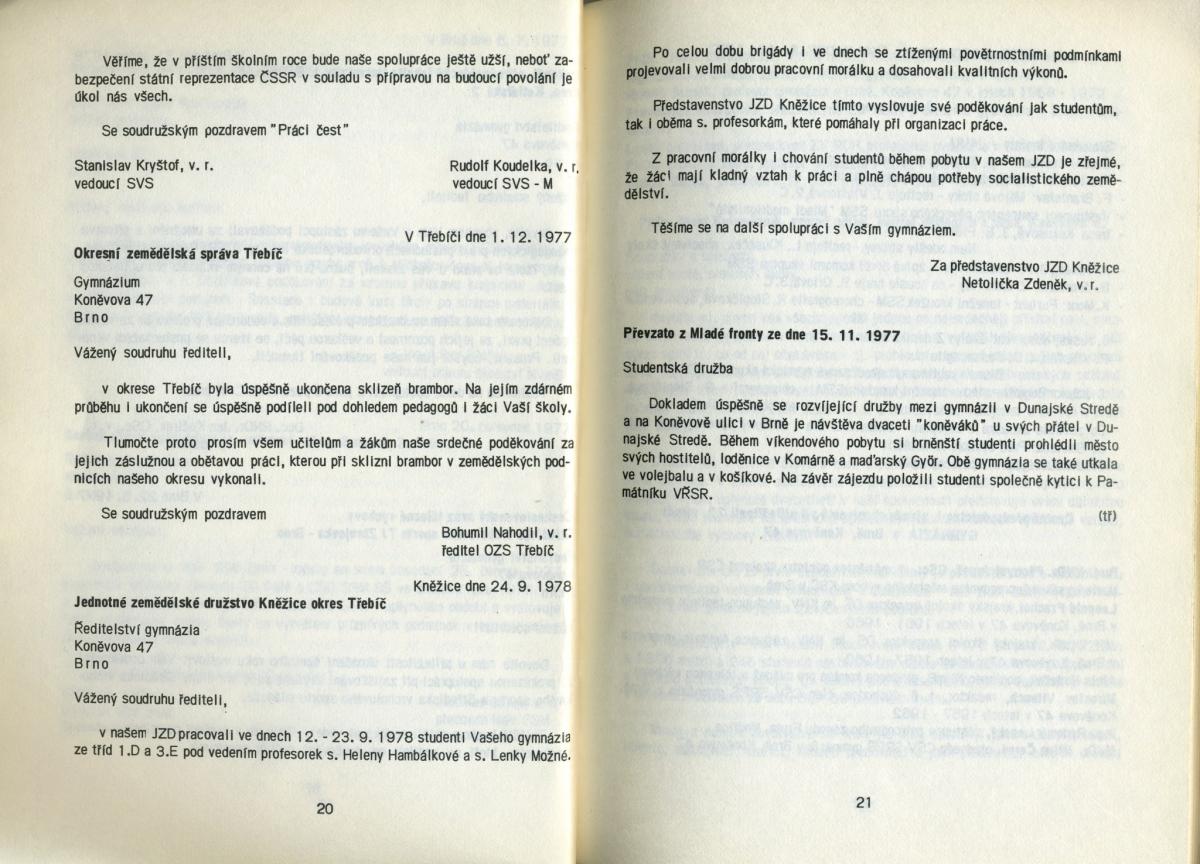 Věříme, že v příštím školním roce bude naše spolupráce ještě užší, neboť za-
bezpečení státní reprezentace ČSSR v souladu s přípravou na budoucí povolání je
úkol nás všech.
Se soudružským pozdravem "Práci čest"
Stanislav Kryštof, v. r. Rudolf Koudelka, v. r.
vedoucí SVS vedoucí SVS - M
V Třebíči dne 1. 12. 1977
Okresní zemědělská správa Třebíč
Gymnázium
Koněvova 47
Brno
Vážený soudruhu řediteli,
v okrese Třebíč byla úspěšně ukončena sklizeň brambor. Na jejím zdárném
průběhu i ukončení se úspěšně podíleli pod dohledem pedagogů i žáci Vaší školy.
Tlumočte proto prosím všem učitelům a žákům naše srdečné poděkování za
jejich záslužnou a obětavou práci, kterou při sklizni brambor v zemědělských pod-
nicích našeho okresu vykonali.
Se soudružským pozdravem
Bohumil Nahodil, v. r.
ředitel OZS Třebíč
Kněžice dne 24. 9. 1978
Jednotné zemědělské družstvo Kněžice okres Třebíč
Ředitelství gymnázia
Koněvova 47
Brno
Vážený soudruhu řediteli,
v našem JZD pracovali ve dnech 12. - 23. 9. 1978 studenti Vašeho gymnázia
ze tříd 1.D a 3.E pod vedením profesorek s. Heleny Hambálkové a s. Lenky Možné.
20
Po celou dobu brigády i ve dnech se ztíženými povětrnostními podmínkami
projevovali velmi dobrou pracovní morálku a dosahovali kvalitních výkonů.
Představenstvo JZD Kněžice tímto vyslovuje své poděkování jak studentům,
tak i oběma s. profesorkám, které pomáhaly při organizaci práce.
Z pracovní morálky i chování studentů během pobytu v našem JZD je zřejmé,
že žáci mají kladný vztah k práci a plně chápou potřeby socialistického země-
dělství.
Těšíme se na další spolupráci s Vaším gymnáziem.
Za představenstvo JZD Kněžice
Netolička Zdeněk, v. r.
Převzato z Mladé fronty ze dne 15. 11. 1977
Studentská družba
Dokladem úspěšně se rozvíjející družby mezi gymnázii v Dunajské Stredě
a na Koněvově ulici v Brně je návštěva dvaceti "koněváků" u svých přátel v Du-
najské Stredě. Během víkendového pobytu si brněnští studenti prohlédli město
svých hostitelů, loděnice v Komárně a maďarský Györ. Obě gymnázia se také utkala
ve volejbalu a v košíkové. Na závěr zájezdu položili studenti společně kytici k Pa-
mátníku VŘSR.
(tř)
21